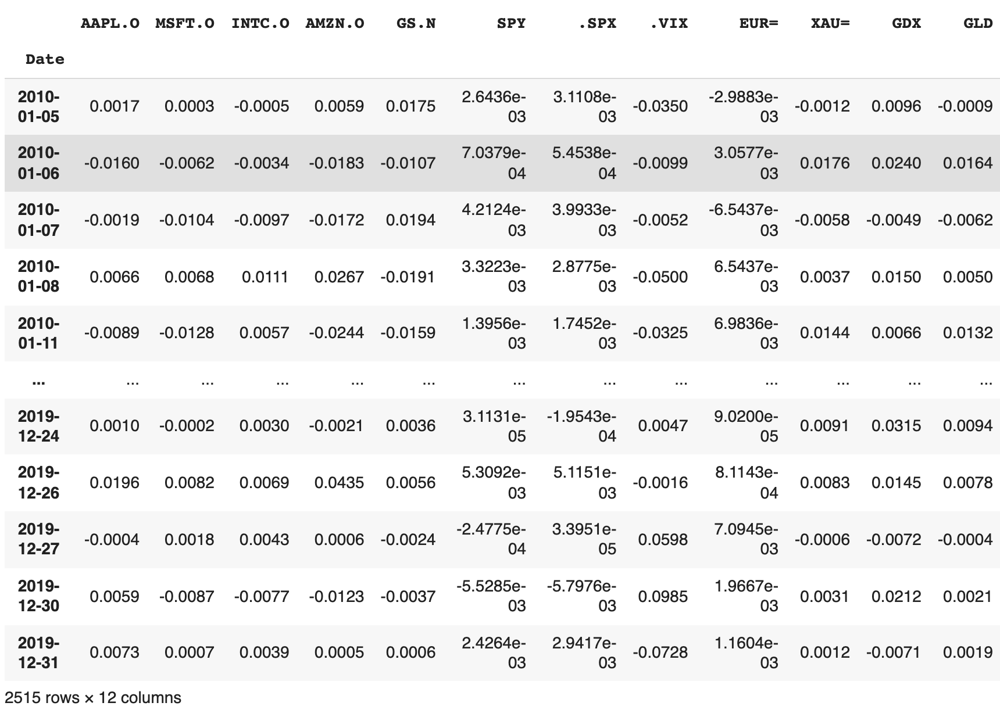 AAPL.O MSFT.O INTC.O AMZN.O GS.N SPY .SPX .VIX EUR= XAU= GDX GLD
Date
2010-01-05 0.0017 0.0003 -0.0005 0.0059 0.0175 2.6436e-03 3.1108e-03 -0.0350 -2.9883e-03 -0.0012 0.0096 -0.0009
2010-01-06 -0.0160 -0.0062 -0.0034 -0.0183 -0.0107 7.0379e-04 5.4538e-04 -0.0099 3.0577e-03 0.0176 0.0240 0.0164
2010-01-07 -0.0019 -0.0104 -0.0097 -0.0172 0.0194 4.2124e-03 3.9933e-03 -0.0052 -6.5437e-03 -0.0058 -0.0049 -0.0062
2010-01-08 0.0066 0.0068 0.0111 0.0267 -0.0191 3.3223e-03 2.8775e-03 -0.0500 6.5437e-03 0.0037 0.0150 0.0050
2010-01-11 -0.0089 -0.0128 0.0057 -0.0244 -0.0159 1.3956e-03 1.7452e-03 -0.0325 6.9836e-03 0.0144 0.0066 0.0132
... ... ... ... ... ... ... ... ... ... ... ... ...
2019-12-24 0.0010 -0.0002 0.0030 -0.0021 0.0036 3.1131e-05 -1.9543e-04 0.0047 9.0200e-05 0.0091 0.0315 0.0094
2019-12-26 0.0196 0.0082 0.0069 0.0435 0.0056 5.3092e-03 5.1151e-03 -0.0016 8.1143e-04 0.0083 0.0145 0.0078
2019-12-27 -0.0004 0.0018 0.0043 0.0006 -0.0024 -2.4775e-04 3.3951e-05 0.0598 7.0945e-03 -0.0006 -0.0072 -0.0004
2019-12-30 0.0059 -0.0087 -0.0077 -0.0123 -0.0037 -5.5285e-03 -5.7976e-03 0.0985 1.9667e-03 0.0031 0.0212 0.0021
2019-12-31 0.0073 0.0007 0.0039 0.0005 0.0006 2.4264e-03 2.9417e-03 -0.0728 1.1604e-03 0.0012 -0.0071 0.0019
2515 rows × 12 columns